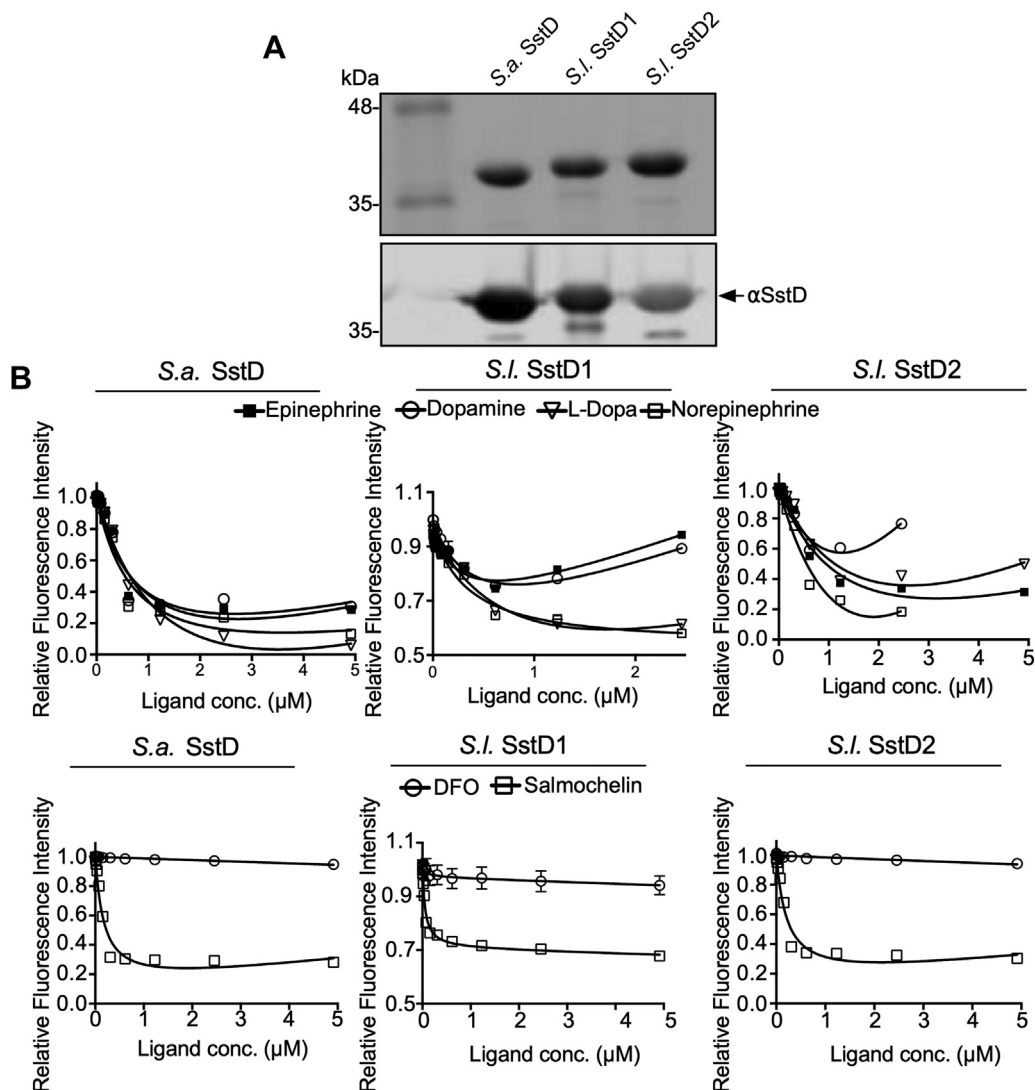 A
kDa
S.a. SstD
S.l. SstD1
S.l. SstD2
48-
35-
αSstD
35-
B
S.a. SstD
S.l. SstD1
S.l. SstD2
Epinephrine Dopamine L-Dopa Norepinephrine
Relative Fluorescence Intensity
1.0
0.8
0.6
0.4
0.2
0.0
0 1 2 3 4 5
Ligand conc. (µM)
Relative Fluorescence Intensity
1.1
0.9
0.7
0.5
0 1 2
Ligand conc. (µM)
Relative Fluorescence Intensity
1.0
0.8
0.6
0.4
0.2
0.0
0 1 2 3 4 5
Ligand conc. (µM)
S.a. SstD
S.l. SstD1
S.l. SstD2
DFO Salmochelin
Relative Fluorescence Intensity
1.0
0.8
0.6
0.4
0.2
0.0
0 1 2 3 4 5
Ligand conc. (µM)
Relative Fluorescence Intensity
1.1
0.9
0.7
0.5
0 1 2 3 4 5
Ligand conc. (µM)
Relative Fluorescence Intensity
1.0
0.8
0.6
0.4
0.2
0.0
0 1 2 3 4 5
Ligand conc. (µM)